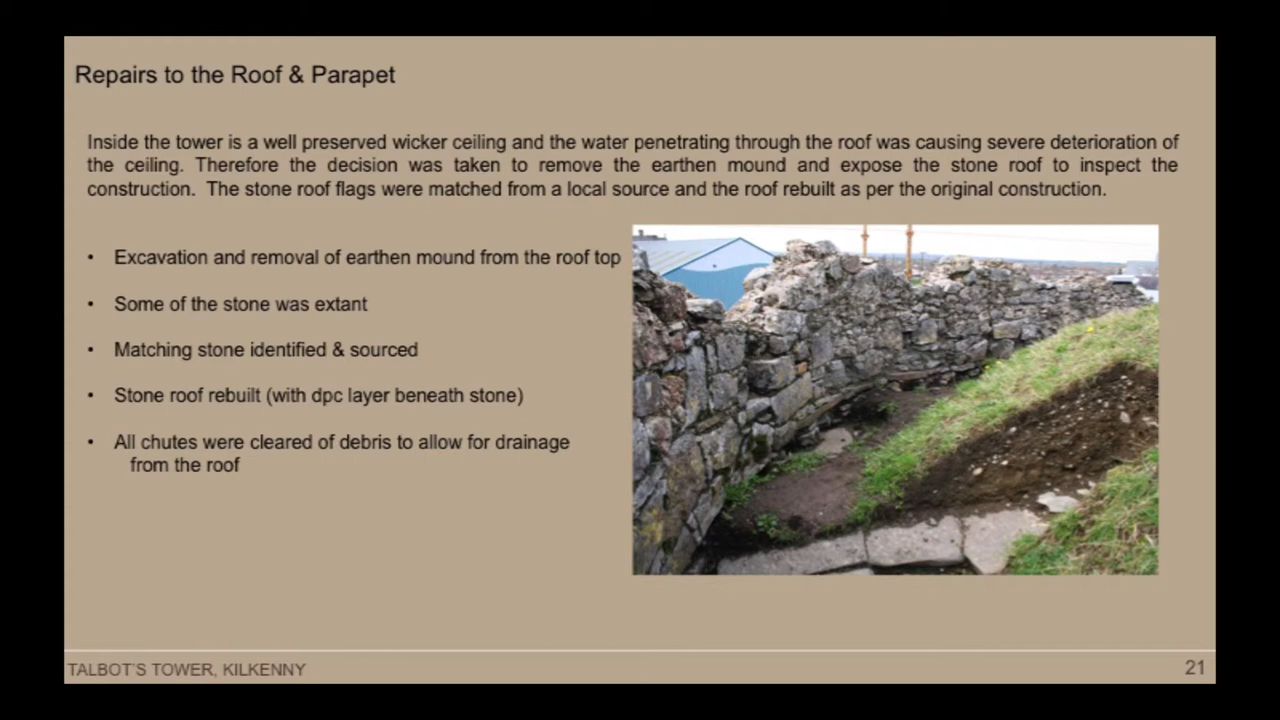 Repairs to the Roof & Parapet
Inside the tower is a well preserved wicker ceiling and the water penetrating through the roof was causing severe deterioration of
the ceiling. Therefore the decision was taken to remove the earthen mound and expose the stone roof to inspect the
construction. The stone roof flags were matched from a local source and the roof rebuilt as per the original construction.
• Excavation and removal of earthen mound from the roof top
• Some of the stone was extant
• Matching stone identified & sourced
• Stone roof rebuilt (with dpc layer beneath stone)
• All chutes were cleared of debris to allow for drainage
from the roof
TALBOT'S TOWER, KILKENNY
21